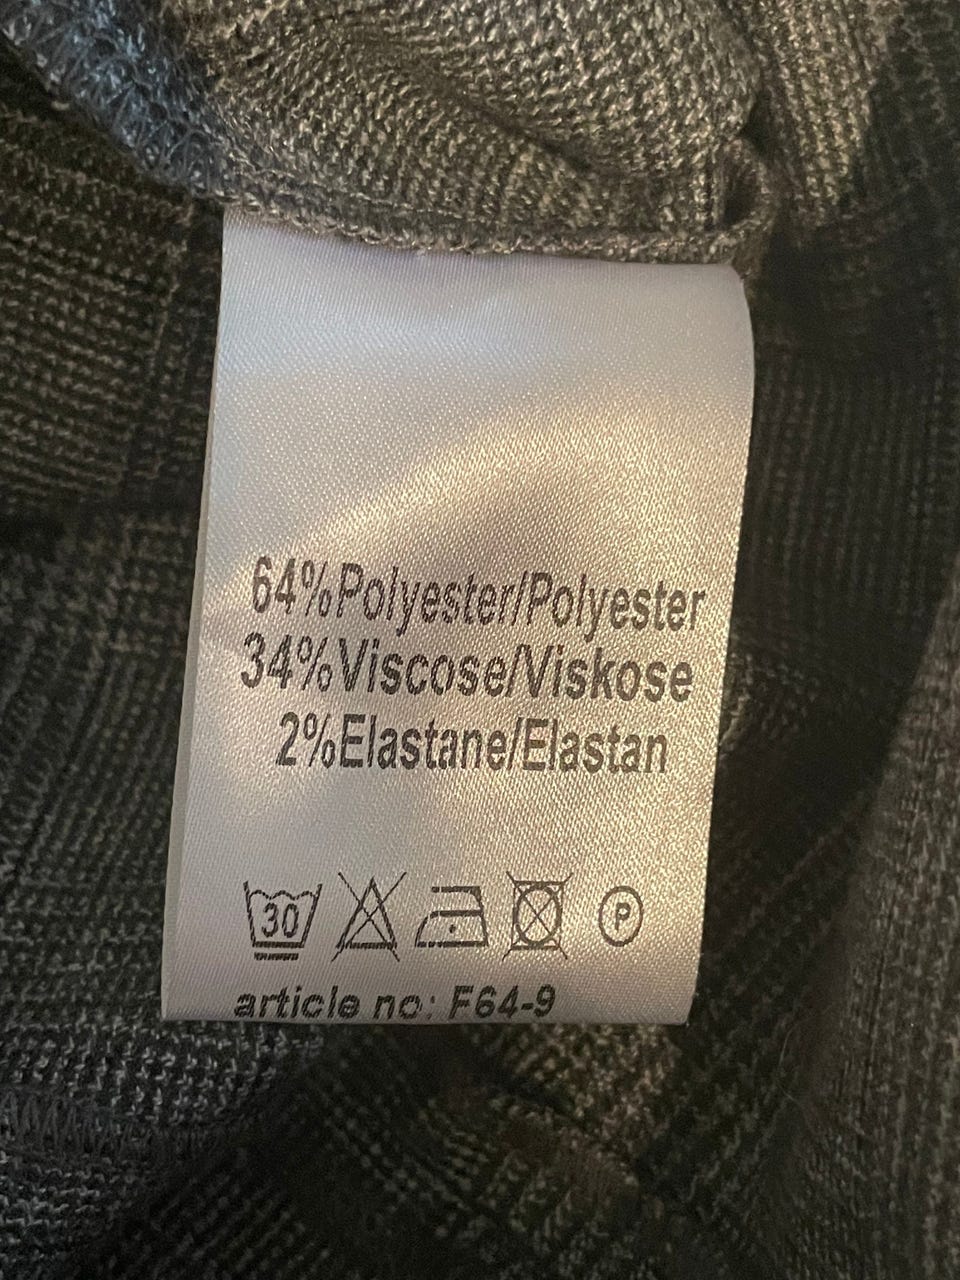 64%Polyester/Polyester
34%Viscose/Viskose
2%Elastane/Elastan
30 P
article no: F64-9